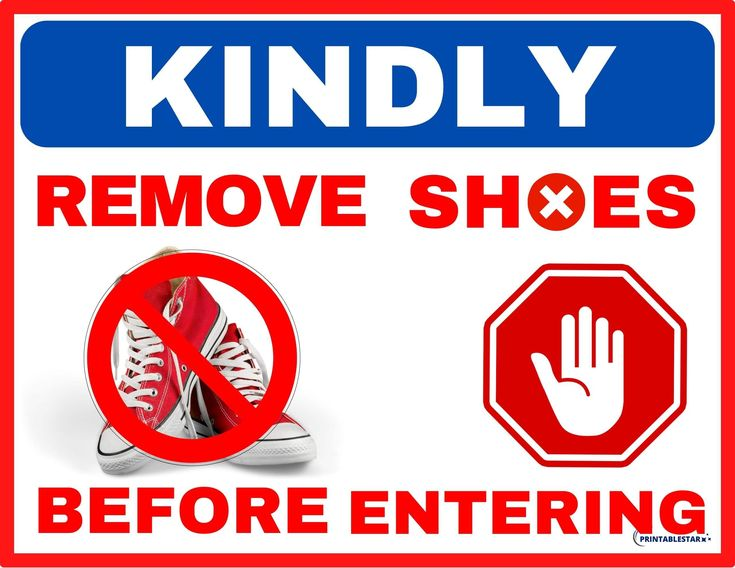 KINDLY
REMOVE SHOES
BEFORE ENTERING
PRINTABLESTAR